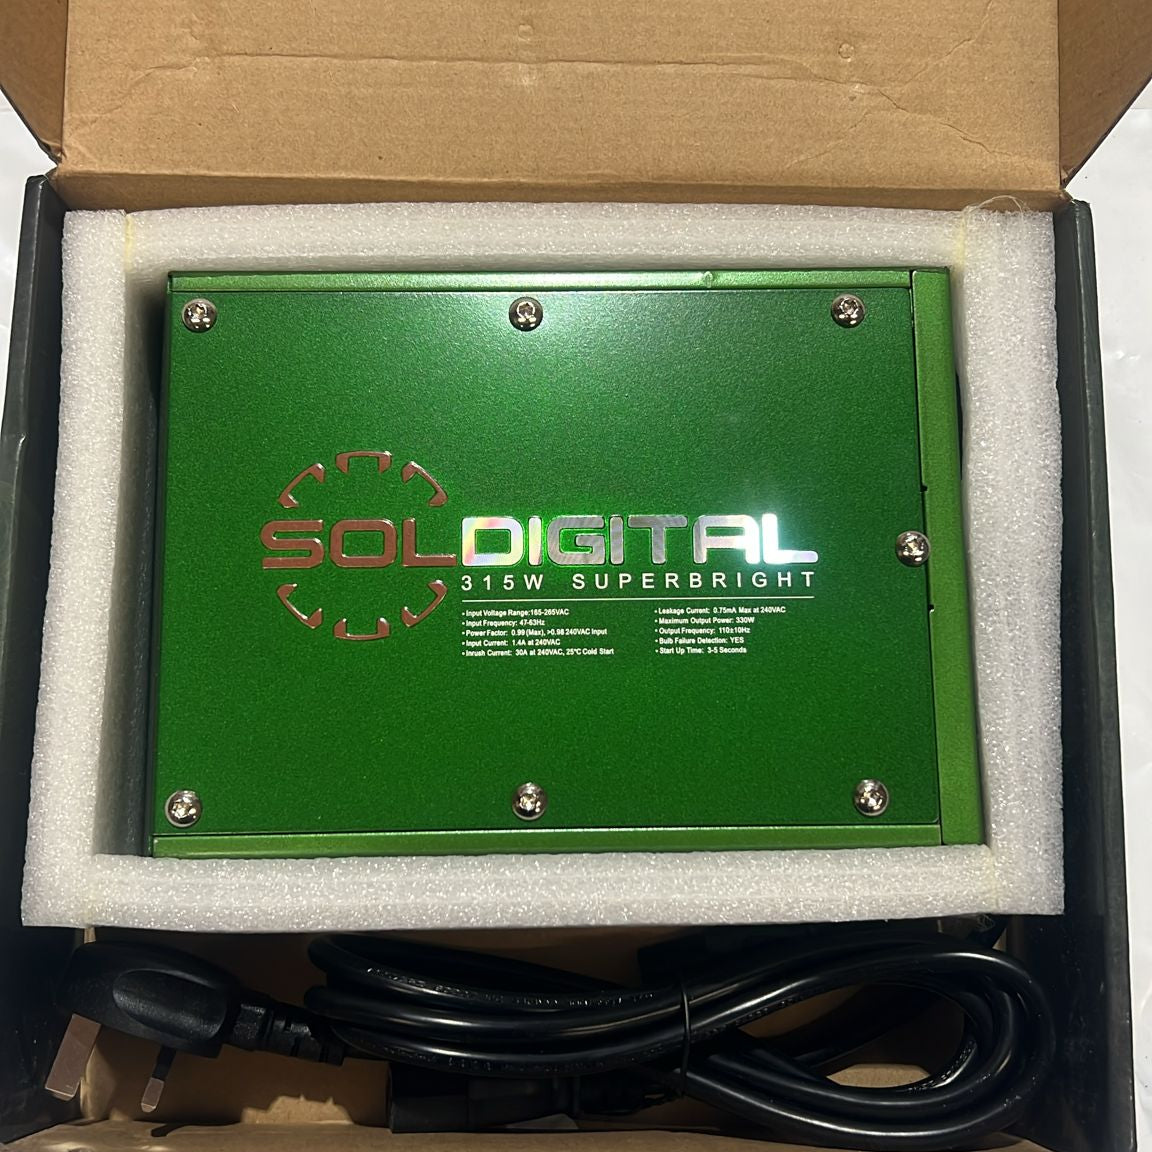 SOLDIGITAL
315W SUPERBRIGHT
• Input Voltage Range:165-265VAC
• Input Frequency: 47-63Hz
• Power Factor: 0.99 (Max), >0.98 240VAC Input
• Input Current: 1.4A at 240VAC
• Inrush Current: 30A at 240VAC, 25°C Cold Start
• Leakage Current: 0.75mA Max at 240VAC
• Maximum Output Power: 330W
• Output Frequency: 110±10Hz
• Bulb Failure Detection: YES
• Start Up Time: 3-5 Seconds